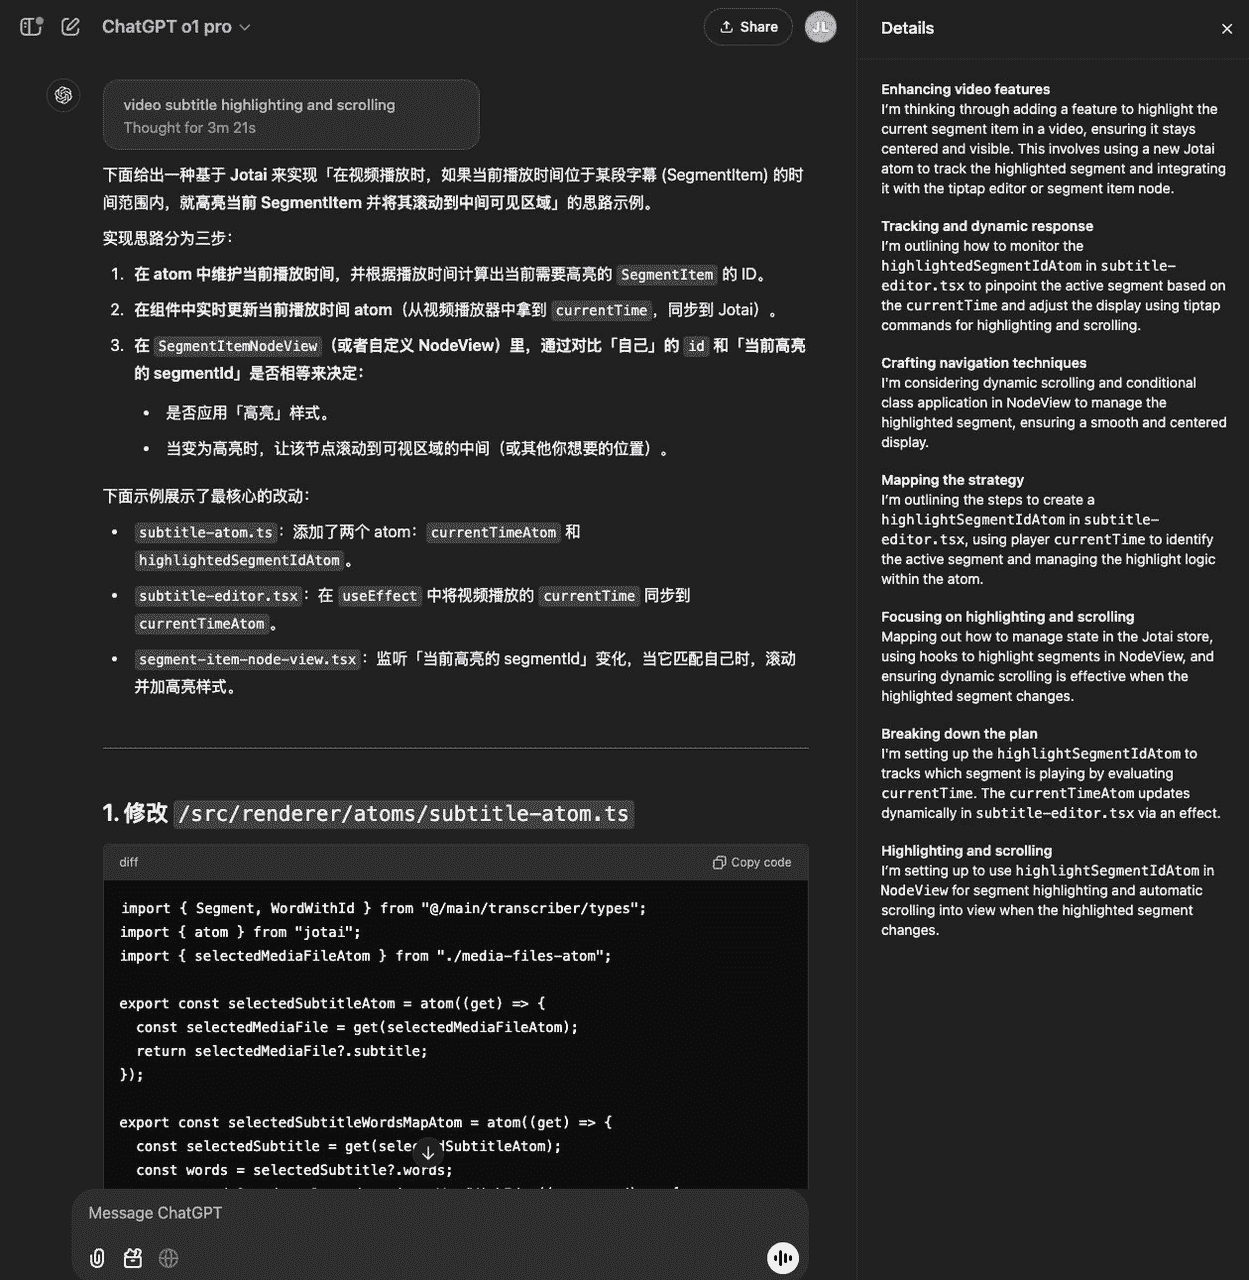 ChatGPT o1 pro
Share
JL
video subtitle highlighting and scrolling
Thought for 3m 21s
下面给出一种基于 Jotai 来实现「在视频播放时，如果当前播放时间位于某段字幕 (SegmentItem) 的时
间范围内，就高亮当前 SegmentItem 并将其滚动到中间可见区域」的思路示例。
实现思路分为三步：
1. 在 atom 中维护当前播放时间，并根据播放时间计算出当前需要高亮的 SegmentItem 的 ID。
2. 在组件中实时更新当前播放时间 atom（从视频播放器中拿到 currentTime，同步到 Jotai）。
3. 在 SegmentItemNodeView（或者自定义 NodeView）里，通过对比「自己」的 id 和「当前高亮
的 segmentId」是否相等来决定：
• 是否应用「高亮」样式。
• 当变为高亮时，让该节点滚动到可视区域的中间（或其他你想要的位置）。
下面示例展示了最核心的改动：
• subtitle-atom.ts：添加了两个 atom：currentTimeAtom 和
highlightedSegmentIdAtom。
• subtitle-editor.tsx：在 useEffect 中将视频播放的 currentTime 同步到
currentTimeAtom。
• segment-item-node-view.tsx：监听「当前高亮的 segmentId」变化，当它匹配自己时，滚动
并加高亮样式。
1. 修改 /src/renderer/atoms/subtitle-atom.ts
diff
Copy code
import { Segment, WordWithId } from "@/main/transcriber/types";
import { atom } from "jotai";
import { selectedMediaFileAtom } from "./media-files-atom";
export const selectedSubtitleAtom = atom((get) => {
const selectedMediaFile = get(selectedMediaFileAtom);
return selectedMediaFile?.subtitle;
});
export const selectedSubtitleWordsMapAtom = atom((get) => {
const selectedSubtitle = get(selectedSubtitleAtom);
const words = selectedSubtitle?.words;
Message ChatGPT
Details
Enhancing video features
I'm thinking through adding a feature to highlight the
current segment item in a video, ensuring it stays
centered and visible. This involves using a new Jotai
atom to track the highlighted segment and integrating
it with the tiptap editor or segment item node.
Tracking and dynamic response
I'm outlining how to monitor the
highlightedSegmentIdAtom in subtitle-
editor.tsx to pinpoint the active segment based on
the currentTime and adjust the display using tiptap
commands for highlighting and scrolling.
Crafting navigation techniques
I'm considering dynamic scrolling and conditional
class application in NodeView to manage the
highlighted segment, ensuring a smooth and centered
display.
Mapping the strategy
I'm outlining the steps to create a
highlightSegmentIdAtom in subtitle-
editor.tsx, using player currentTime to identify
the active segment and managing the highlight logic
within the atom.
Focusing on highlighting and scrolling
Mapping out how to manage state in the Jotai store,
using hooks to highlight segments in NodeView, and
ensuring dynamic scrolling is effective when the
highlighted segment changes.
Breaking down the plan
I'm setting up the highlightSegmentIdAtom to
tracks which segment is playing by evaluating
currentTime. The currentTimeAtom updates
dynamically in subtitle-editor.tsx via an effect.
Highlighting and scrolling
I'm setting up to use highlightSegmentIdAtom in
NodeView for segment highlighting and automatic
scrolling into view when the highlighted segment
changes.